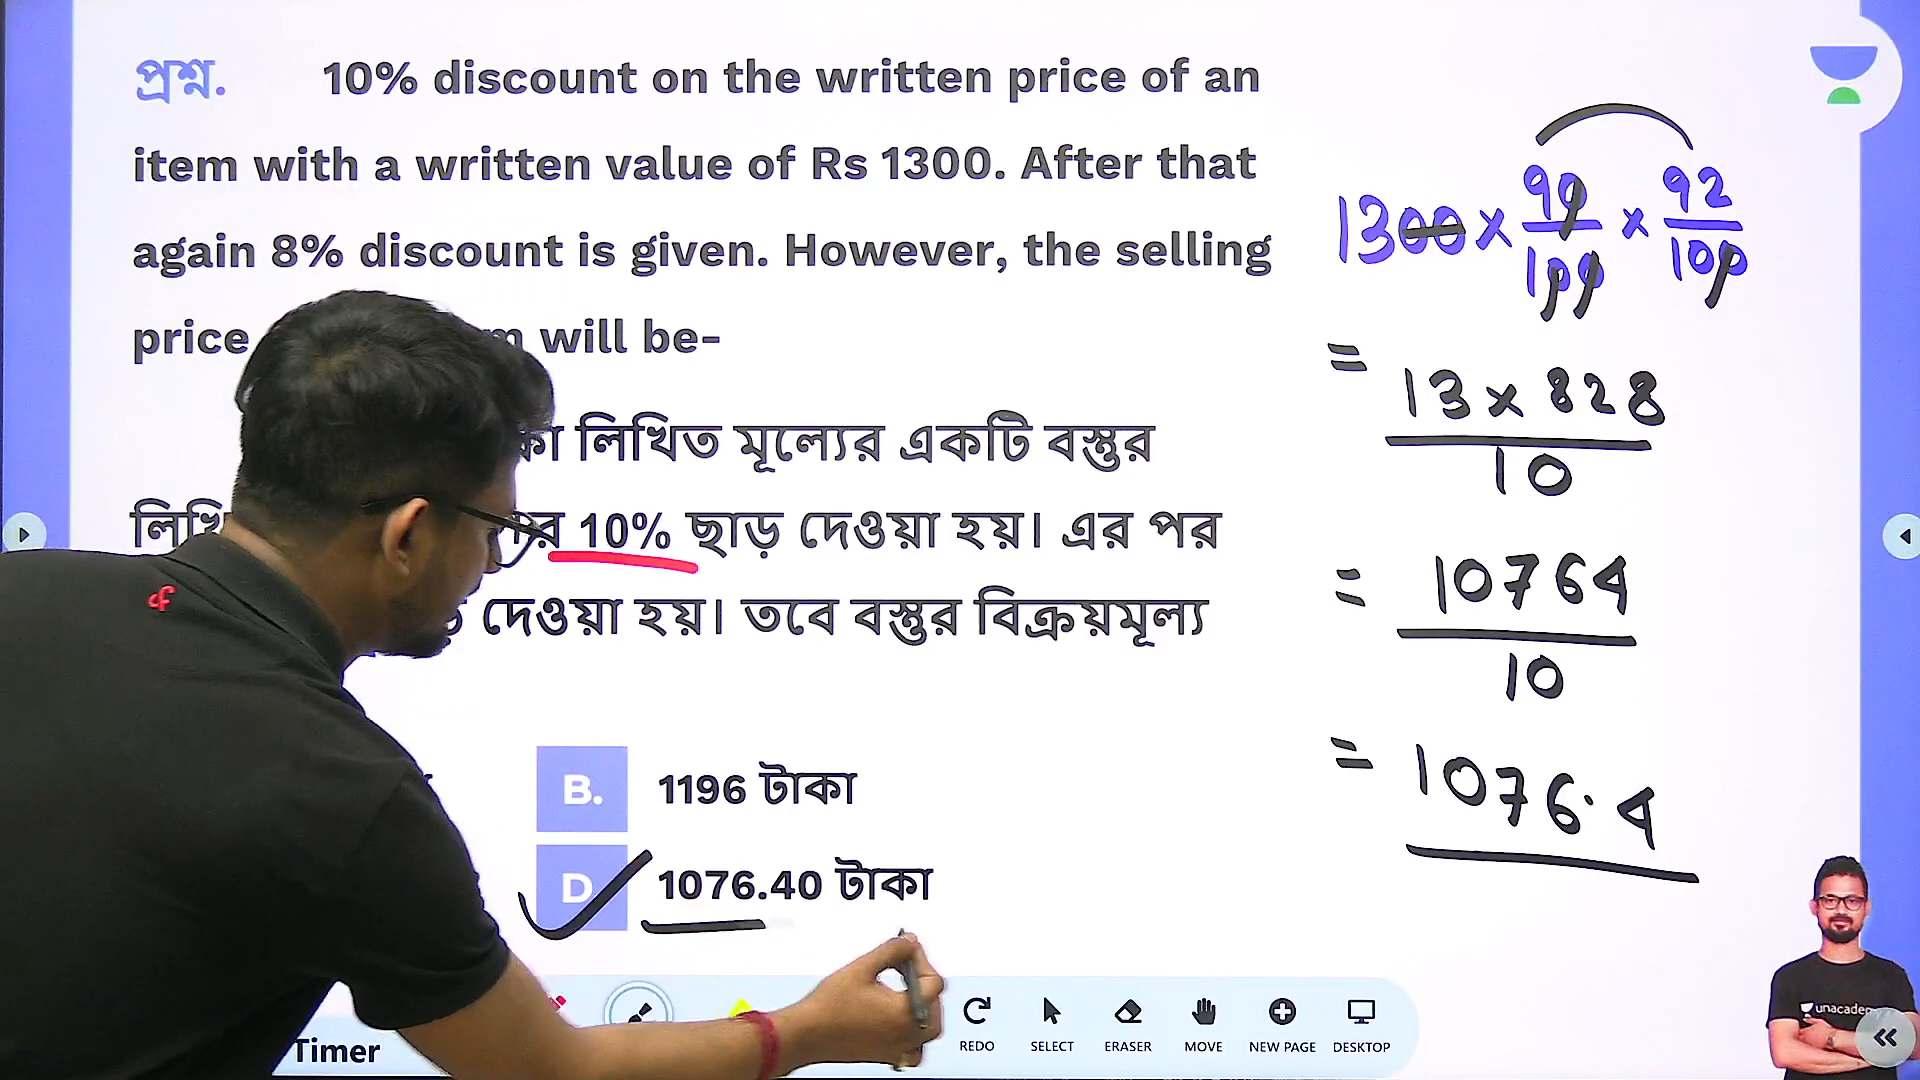 প্রশ্ন. 10% discount on the written price of an
item with a written value of Rs 1300. After that
again 8% discount is given. However, the selling
price will be-
লিখিত মূল্যের একটি বস্তুর
10% ছাড় দেওয়া হয়। এর পর
দেওয়া হয়। তবে বস্তুর বিক্রয়মূল্য
B. 1196 টাকা
D 1076.40 টাকা
1300 × 90/100 × 92/100
= 13 × 828 / 10
= 10764 / 10
= 1076.4
unacademy
Timer
REDO SELECT ERASER MOVE NEW PAGE DESKTOP